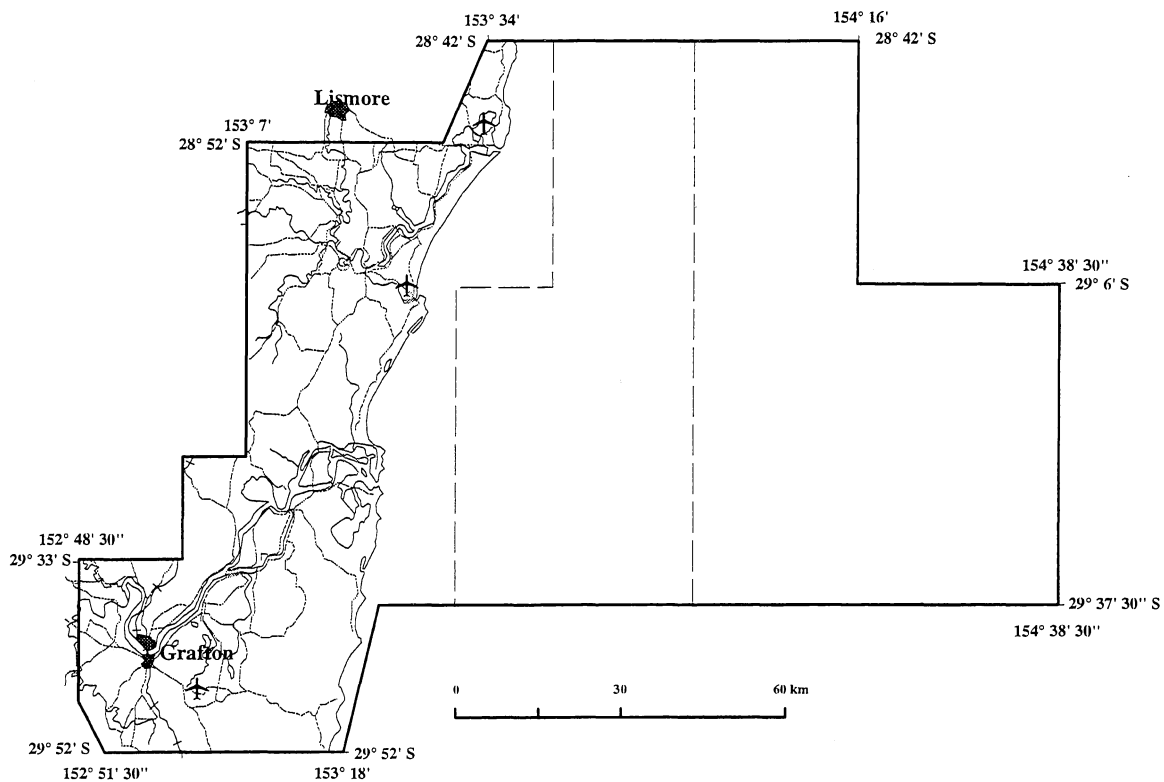 153° 34'
28° 42' S
154° 16'
28° 42' S
Lismore
153° 7'
28° 52' S
154° 38' 30''
29° 6' S
152° 48' 30''
29° 33' S
29° 37' 30'' S
154° 38' 30''
Grafton
0 30 60 km
29° 52' S
152° 51' 30''
29° 52' S
153° 18'